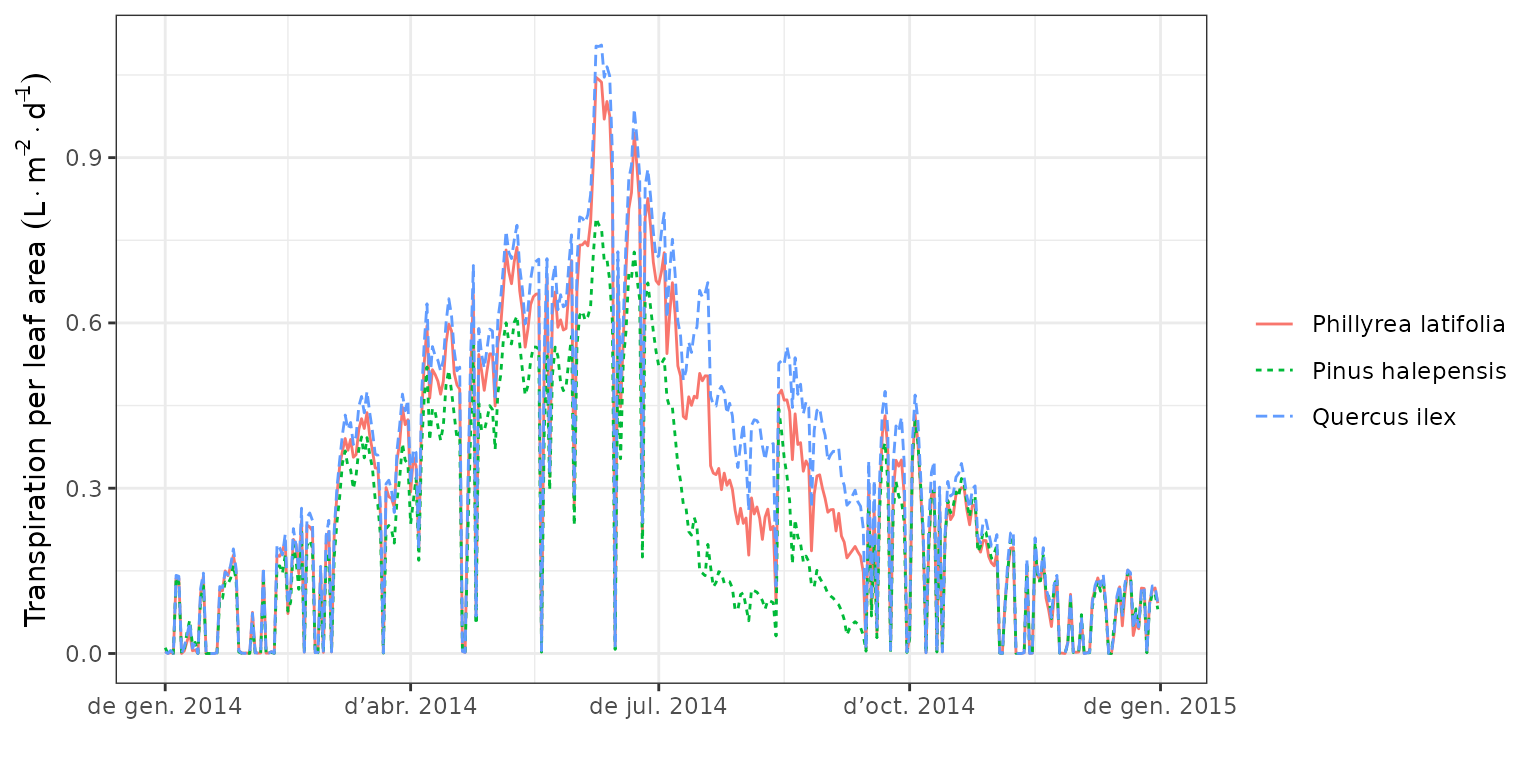 Transpiration per leaf area (L · m⁻² · d⁻¹)
0.9
0.6
0.3
0.0
de gen. 2014
d’abr. 2014
de jul. 2014
d’oct. 2014
de gen. 2015
Phillyrea latifolia
Pinus halepensis
Quercus ilex